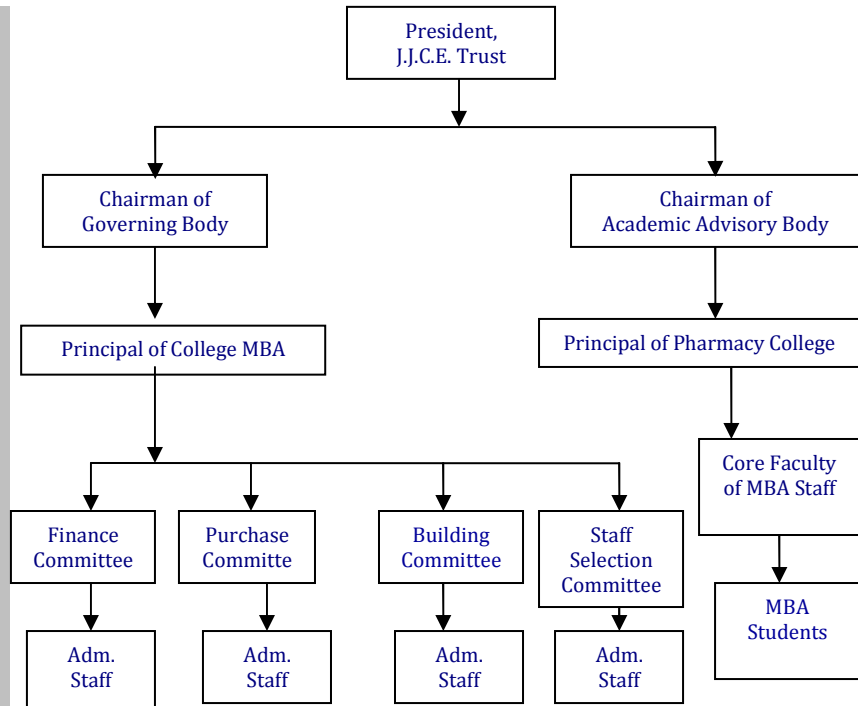 President,
J.J.C.E. Trust
Chairman of
Governing Body
Chairman of
Academic Advisory Body
Principal of College MBA
Principal of Pharmacy College
Core Faculty
of MBA Staff
Finance
Committee
Purchase
Committe
Building
Committee
Staff
Selection
Committee
MBA
Students
Adm.
Staff
Adm.
Staff
Adm.
Staff
Adm.
Staff